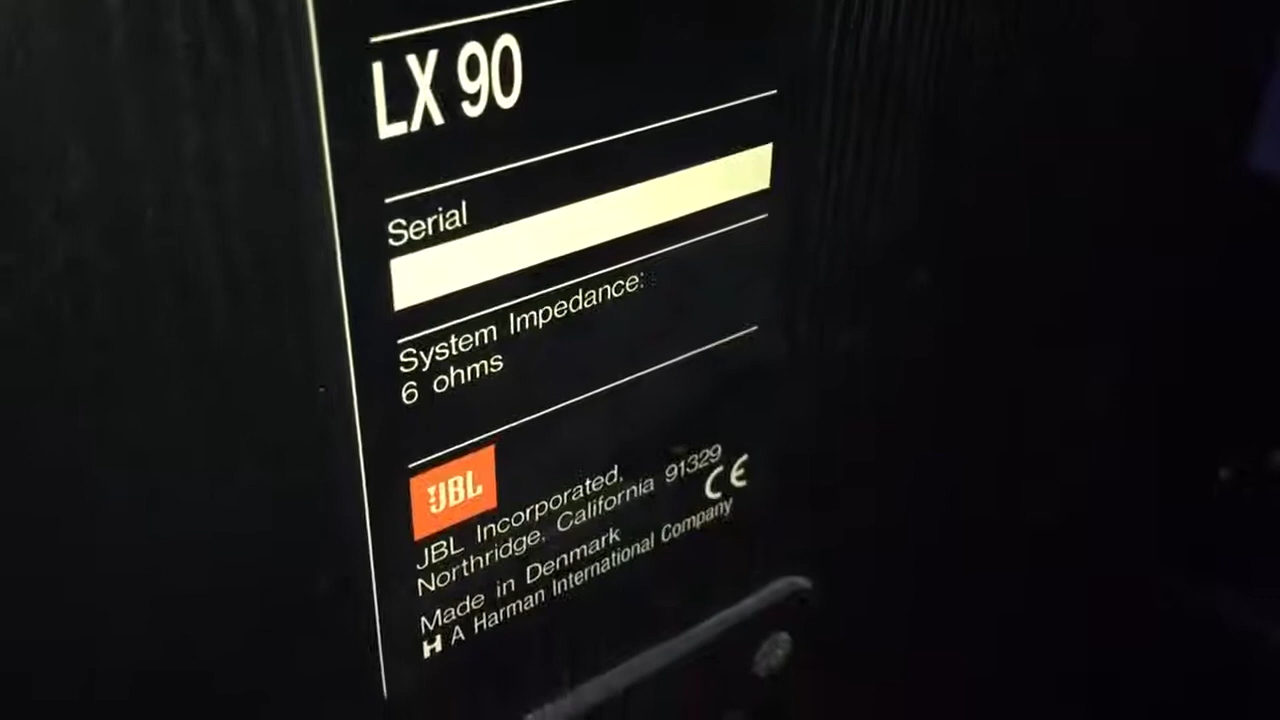 LX 90
Serial
System Impedance:
6 ohms
JBL
JBL Incorporated,
Northridge, California 91329
CE
Made in Denmark
H A Harman International Company